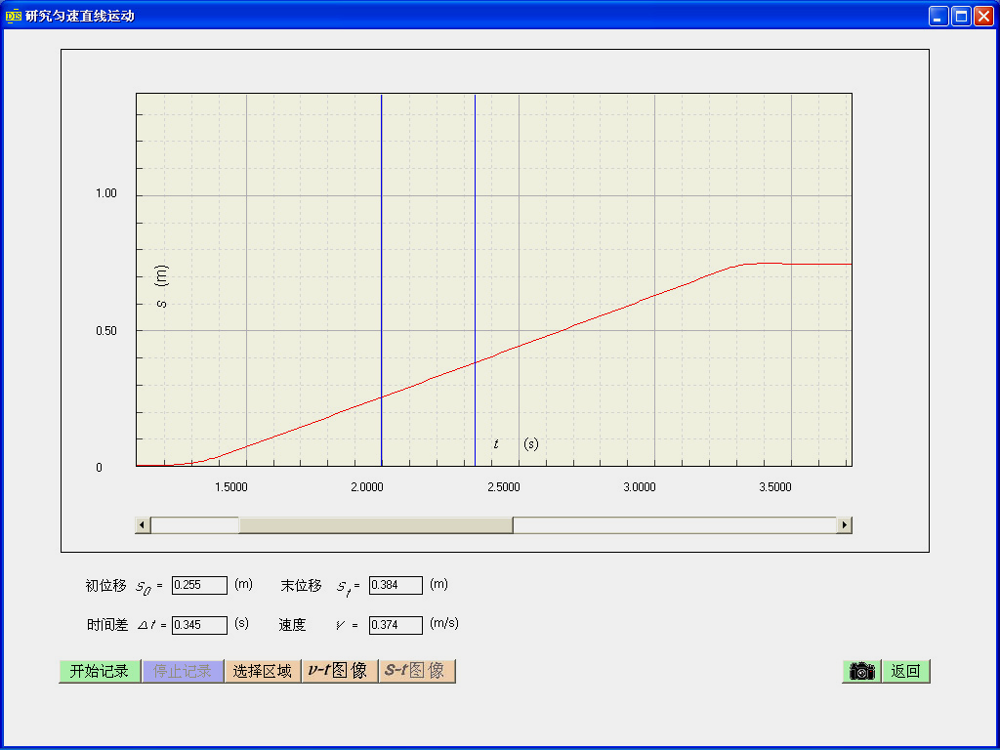 DIS 研究匀速直线运动
1.00
S (m)
0.50
t (s)
0
1.5000 2.0000 2.5000 3.0000 3.5000
初位移 S0 = 0.255 (m) 末位移 St = 0.384 (m)
时间差 Δt = 0.345 (s) 速度 V = 0.374 (m/s)
开始记录 停止记录 选择区域 v-t图像 S-t图像 返回